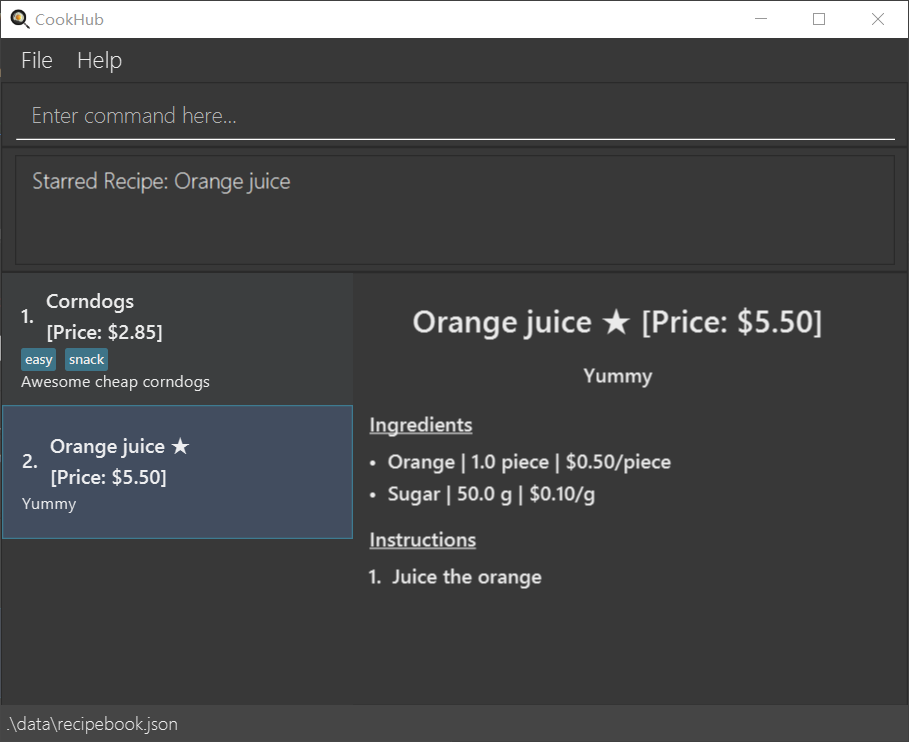 CookHub
File Help
Enter command here...
Starred Recipe: Orange juice
1. Corndogs
[Price: $2.85]
easy snack
Awesome cheap corndogs
2. Orange juice ★
[Price: $5.50]
Yummy
Orange juice ★ [Price: $5.50]
Yummy
Ingredients
• Orange | 1.0 piece | $0.50/piece
• Sugar | 50.0 g | $0.10/g
Instructions
1. Juice the orange
.\data\recipebook.json